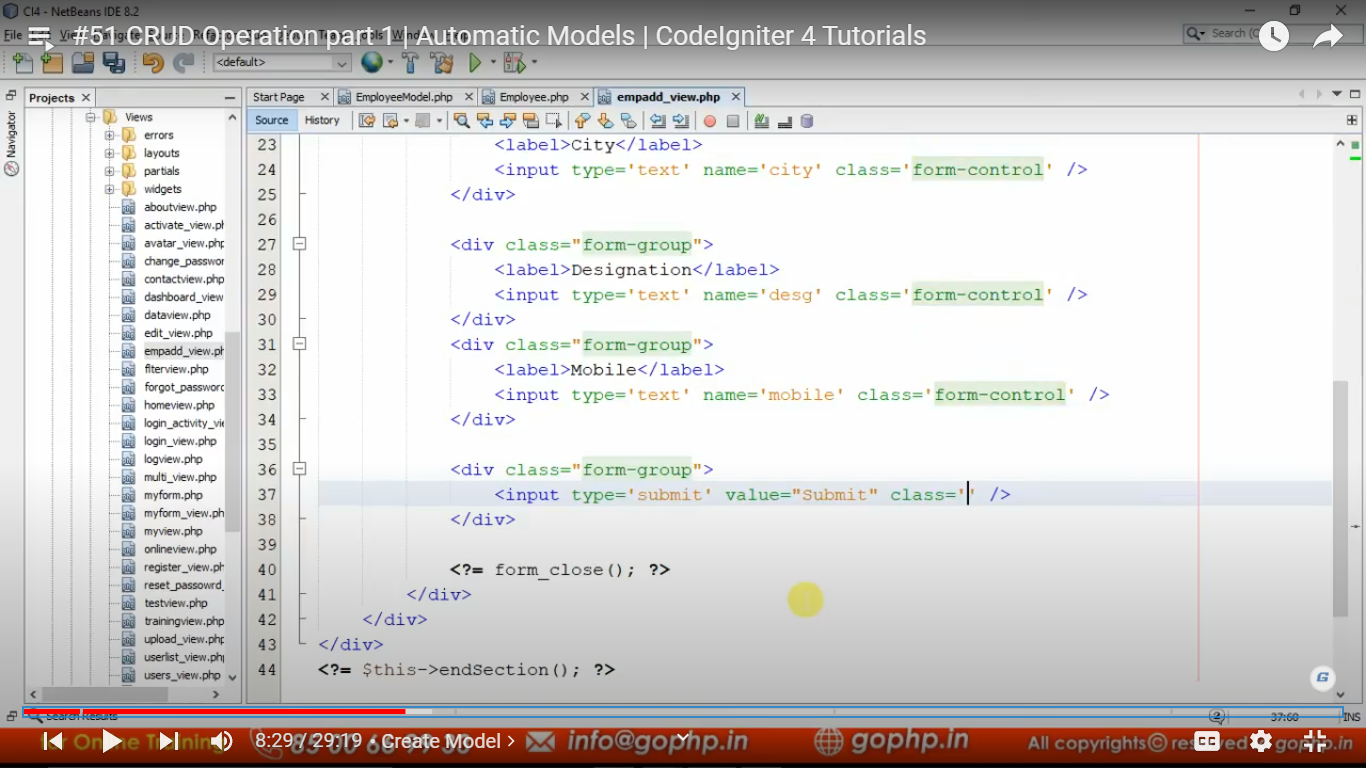 CI4 - NetBeans IDE 8.2
#51 CRUD Operation part 1 | Automatic Models | CodeIgniter 4 Tutorials
File
Search (
<default>
Projects
Start Page
EmployeeModel.php
Employee.php
empadd_view.php
Source
History
Navigator
Views
errors
layouts
partials
widgets
aboutview.php
activate_view.ph
avatar_view.php
change_passwor
contactview.php
dashboard_view
dataview.php
edit_view.php
empadd_view.ph
flterview.php
forgot_password
homeview.php
login_activity_vie
login_view.php
logview.php
multi_view.php
myform.php
myform_view.ph
myview.php
onlineview.php
register_view.ph
reset_passowrd_
testview.php
trainingview.php
upload_view.php
userlist_view.ph
users_view.php
23 <label>City</label>
24 <input type='text' name='city' class='form-control' />
25 </div>
26
27 <div class="form-group">
28 <label>Designation</label>
29 <input type='text' name='desg' class='form-control' />
30 </div>
31 <div class="form-group">
32 <label>Mobile</label>
33 <input type='text' name='mobile' class='form-control' />
34 </div>
35
36 <div class="form-group">
37 <input type='submit' value="Submit" class='' />
38 </div>
39
40 <?= form_close(); ?>
41 </div>
42 </div>
43 </div>
44 <?= $this->endSection(); ?>
G
Search Results
2
37:60
INS
for Online Training
8:29 / 29:19 • Create Model >
info@gophp.in
gophp.in
All copyrights© reserved gophp.in
CC